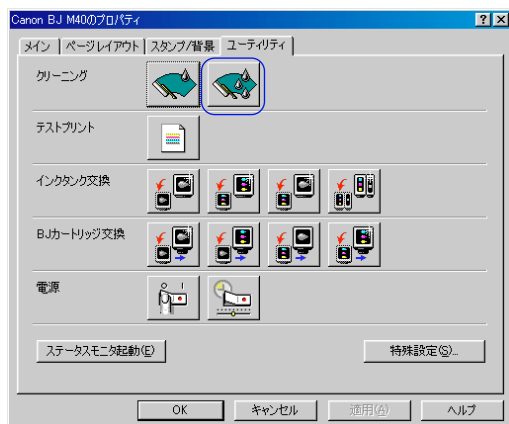 Canon BJ M40のプロパティ
メイン ページレイアウト スタンプ/背景 ユーティリティ
クリーニング
テストプリント
インクタンク交換
BJカートリッジ交換
電源
ステータスモニタ起動(E) 特殊設定(S)...
OK キャンセル 適用(A) ヘルプ